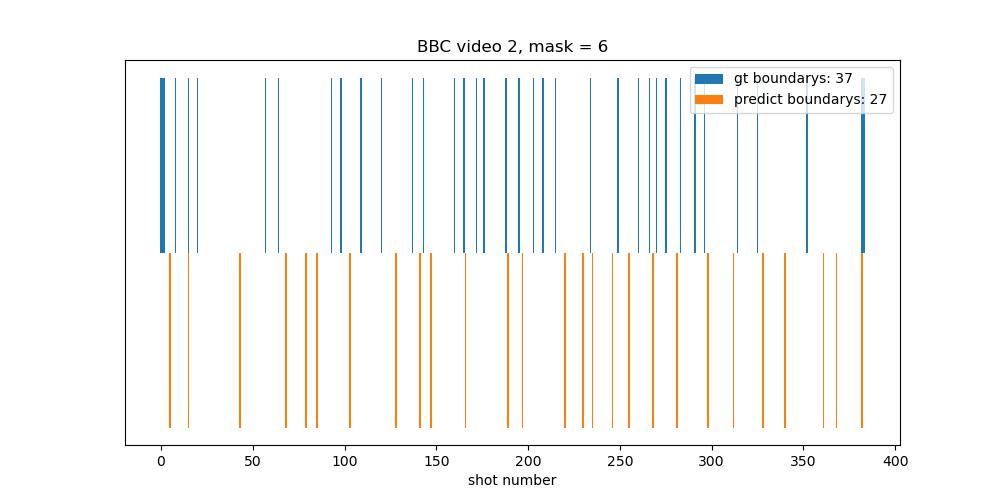 BBC video 2, mask = 6
gt boundarys: 37
predict boundarys: 27
0 50 100 150 200 250 300 350 400
shot number